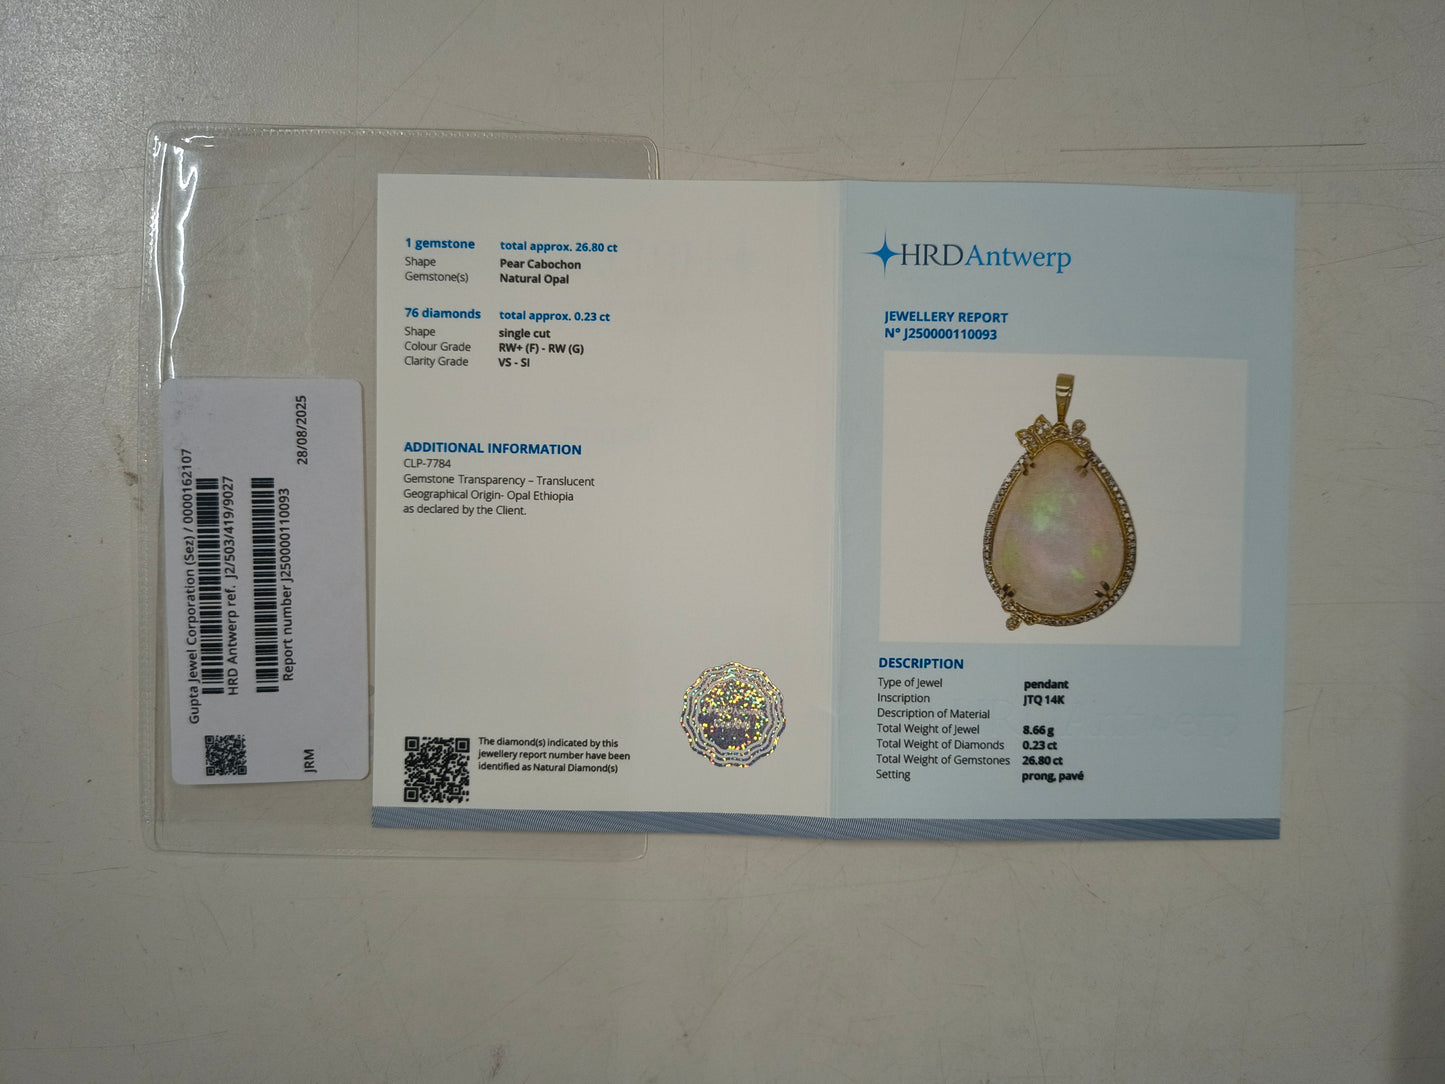 Gupta Jewel Corporation (Sez) / 0000162107
HRD Antwerp ref. J2/503/419/9027
Report number J250000110093
28/08/2025
JRM
1 gemstone total approx. 26.80 ct
Shape Pear Cabochon
Gemstone(s) Natural Opal
76 diamonds total approx. 0.23 ct
Shape single cut
Colour Grade RW+ (F) - RW (G)
Clarity Grade VS - SI
ADDITIONAL INFORMATION
CLP-7784
Gemstone Transparency – Translucent
Geographical Origin- Opal Ethiopia
as declared by the Client.
The diamond(s) indicated by this
jewellery report number have been
identified as Natural Diamond(s)
HRD Antwerp
JEWELLERY REPORT
N° J250000110093
DESCRIPTION
Type of Jewel pendant
Inscription JTQ 14K
Description of Material
Total Weight of Jewel 8.66 g
Total Weight of Diamonds 0.23 ct
Total Weight of Gemstones 26.80 ct
Setting prong, pavé